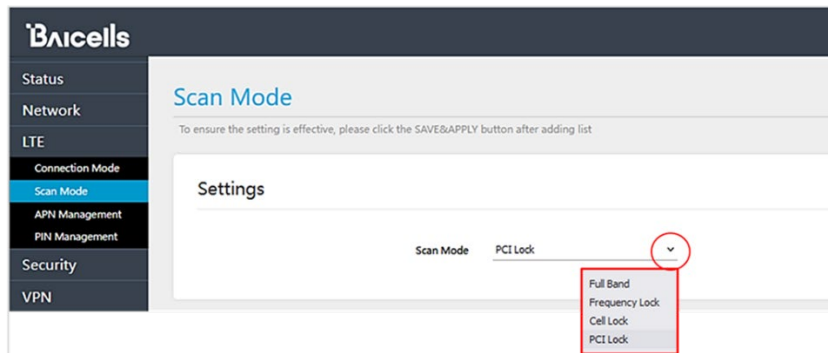 Baicells
Status
Network
LTE
Connection Mode
Scan Mode
APN Management
PIN Management
Security
VPN
Scan Mode
To ensure the setting is effective, please click the SAVE&APPLY button after adding list
Settings
Scan Mode PCI Lock
Full Band
Frequency Lock
Cell Lock
PCI Lock